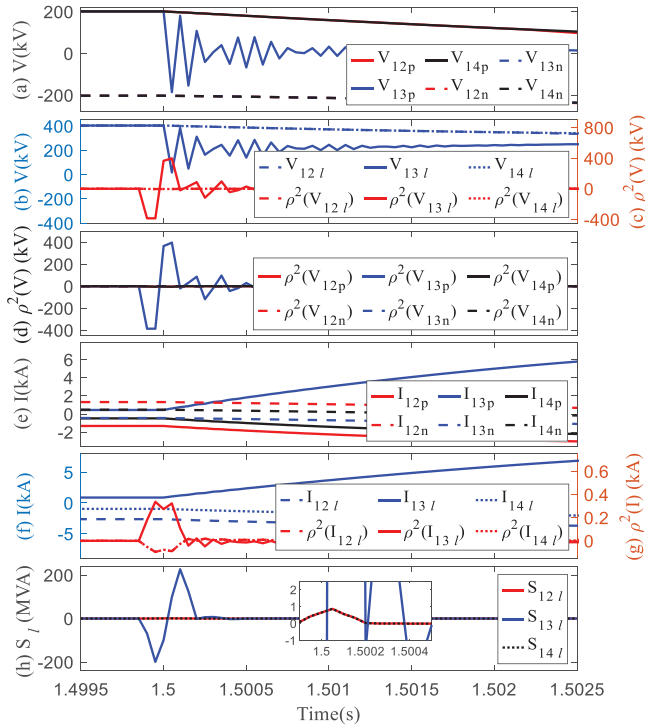 (a) V(kV)
200
0
-200
V12p V14p V13n
V13p V12n V14n
(b) V(kV)
400
200
0
-200
-400
800
400
0
-400
(c) ρ²(V) (kV)
V12 l V13 l V14 l
ρ²(V12 l) ρ²(V13 l) ρ²(V14 l)
(d) ρ²(V) (kV)
400
200
0
-200
-400
ρ²(V12p) ρ²(V13p) ρ²(V14p)
ρ²(V12n) ρ²(V13n) ρ²(V14n)
(e) I(kA)
6
4
2
0
-2
I12p I13p I14p
I12n I13n I14n
(f) I(kA)
5
0
-5
0.6
0.4
0.2
0
(g) ρ²(I) (kA)
I12 l I13 l I14 l
ρ²(I12 l) ρ²(I13 l) ρ²(I14 l)
(h) S l (MVA)
200
0
-200
2
1
0
-1
1.5 1.5002 1.5004
S12 l
S13 l
S14 l
1.4995 1.5 1.5005 1.501 1.5015 1.502 1.5025
Time(s)